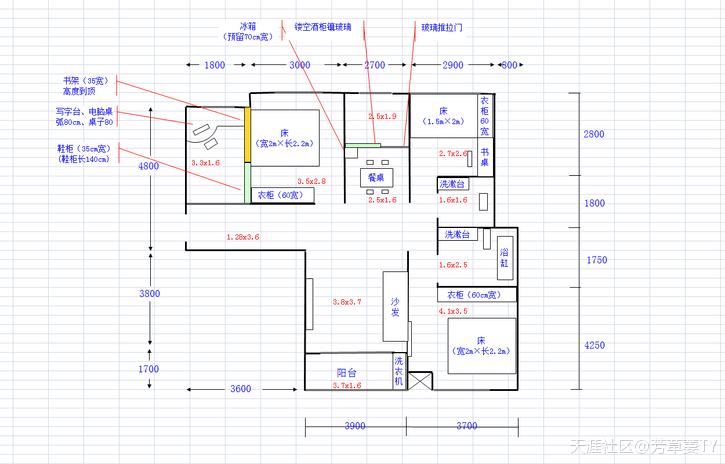 冰箱
（预留70cm宽）
镂空酒柜镶玻璃
玻璃推拉门
1800
3000
2700
2900
600
书架（35宽）
高度到顶
写字台、电脑桌
弧80cm、桌子80
鞋柜（35cm宽）
（鞋柜长140cm）
4800
3800
1700
3.3x1.6
床
（宽2m×长2.2m）
3.5x2.8
衣柜（60宽）
2.5x1.9
餐桌
2.5x1.6
床
（1.5m×2m）
衣柜60宽
2.7x2.6
书桌
洗漱台
1.6x1.6
洗漱台
浴缸
1.6x2.5
衣柜（60cm宽）
4.1x3.5
床
（宽2m×长2.2m）
1.28x3.6
3.8x3.7
沙发
阳台
3.7x1.6
洗衣机
2800
1800
1750
4250
3600
3900
3700
天涯社区@芳草萋TY